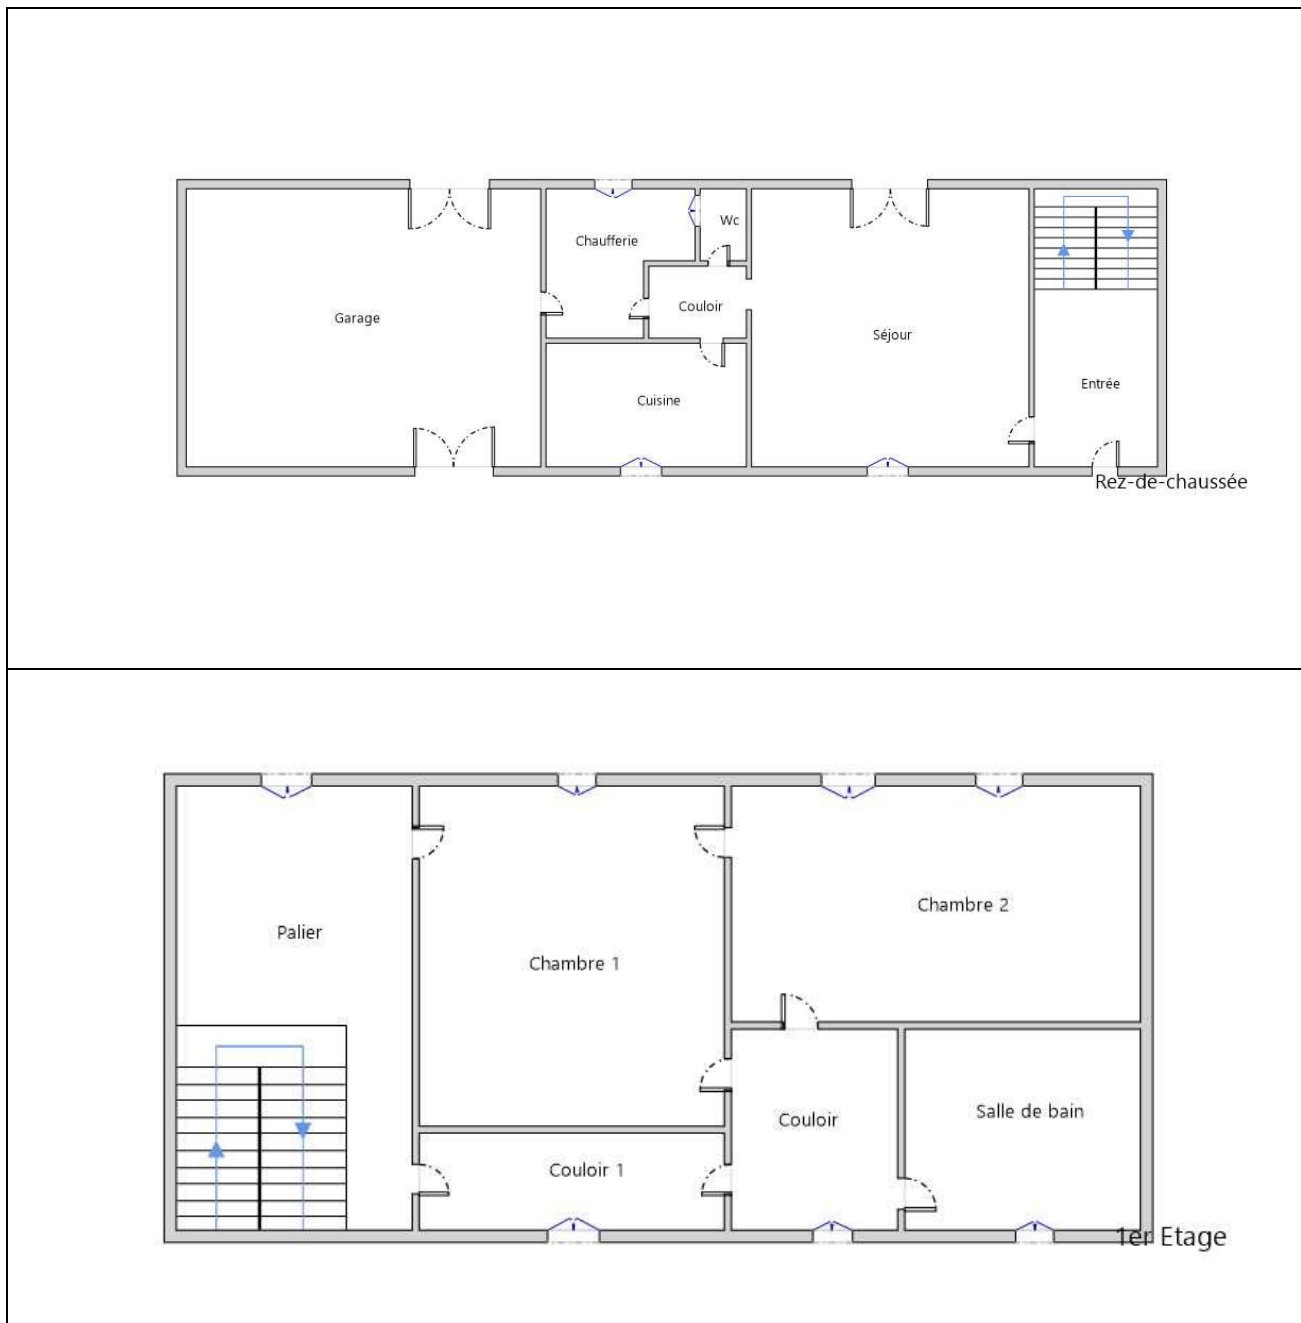 Wc
Chaufferie
Couloir
Garage
Séjour
Entrée
Cuisine
Rez-de-chaussée
Chambre 2
Palier
Chambre 1
Salle de bain
Couloir
Couloir 1
1er Etage